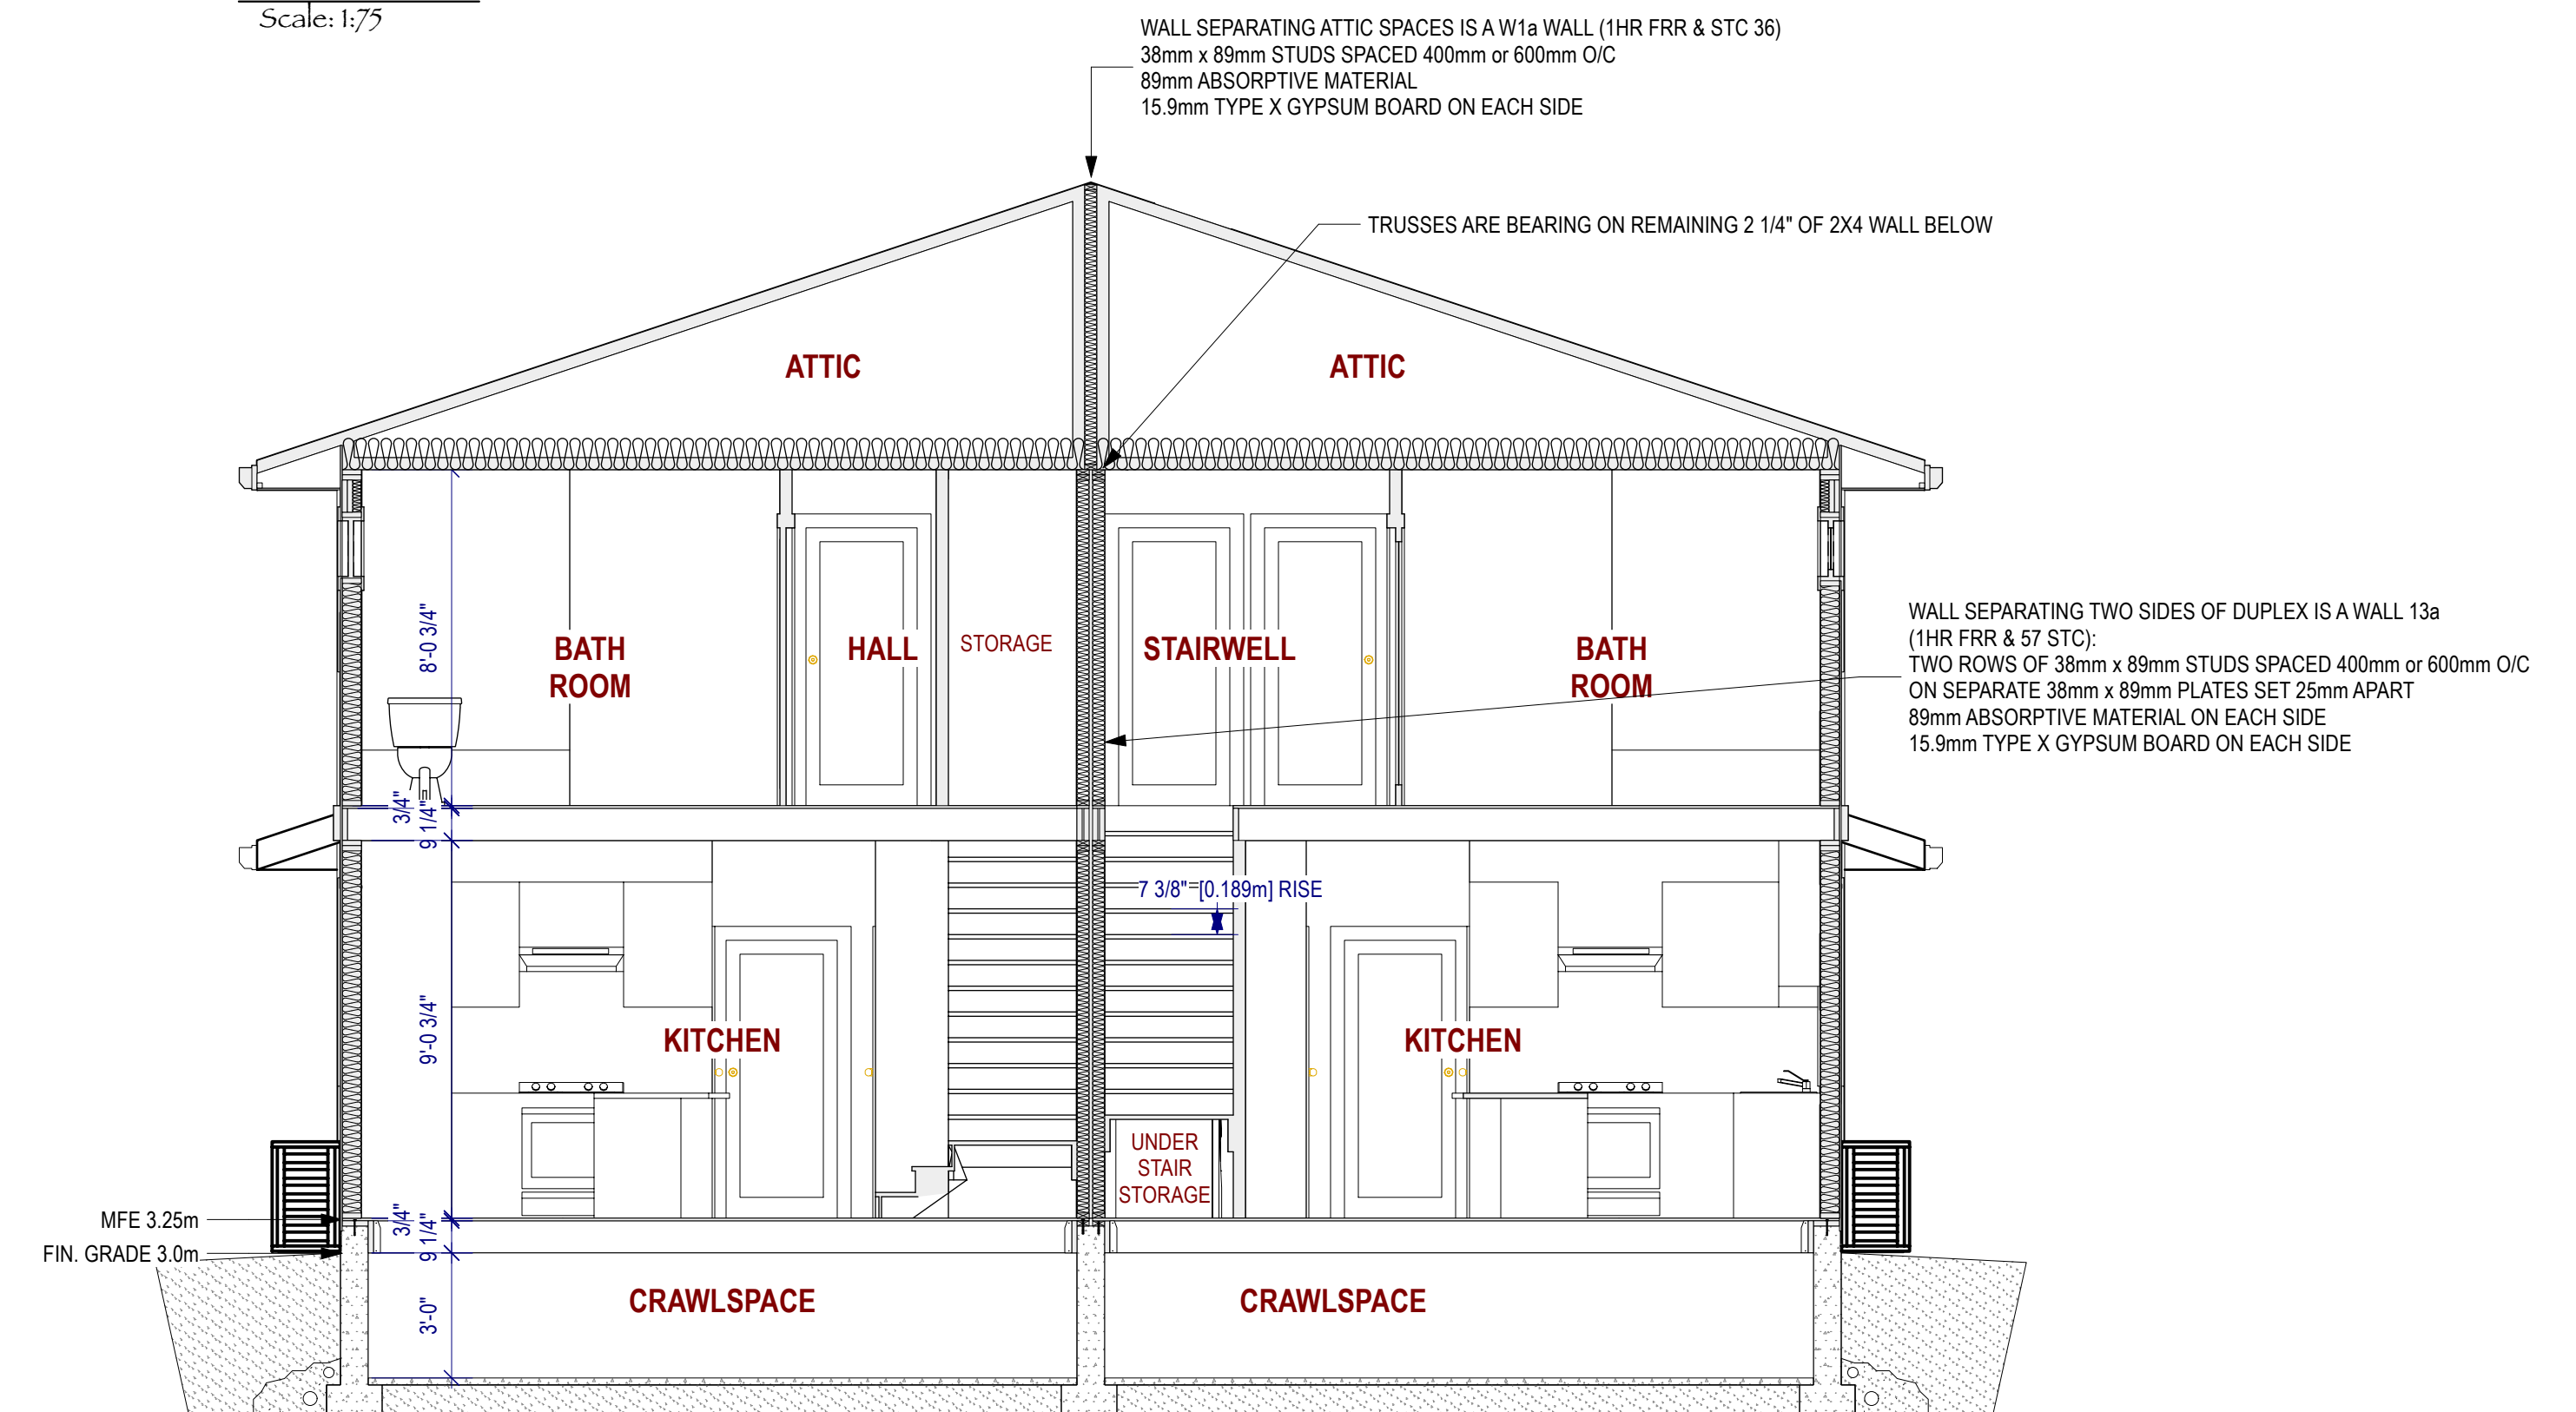 Scale: 1:75
WALL SEPARATING ATTIC SPACES IS A W1a WALL (1HR FRR & STC 36)
38mm x 89mm STUDS SPACED 400mm or 600mm O/C
89mm ABSORPTIVE MATERIAL
15.9mm TYPE X GYPSUM BOARD ON EACH SIDE
TRUSSES ARE BEARING ON REMAINING 2 1/4" OF 2X4 WALL BELOW
ATTIC
ATTIC
WALL SEPARATING TWO SIDES OF DUPLEX IS A WALL 13a
(1HR FRR & 57 STC):
TWO ROWS OF 38mm x 89mm STUDS SPACED 400mm or 600mm O/C
ON SEPARATE 38mm x 89mm PLATES SET 25mm APART
89mm ABSORPTIVE MATERIAL ON EACH SIDE
15.9mm TYPE X GYPSUM BOARD ON EACH SIDE
8'-0 3/4"
BATH
ROOM
HALL
STORAGE
STAIRWELL
BATH
ROOM
3/4"
9 1/4"
7 3/8" [0.189m] RISE
9'-0 3/4"
KITCHEN
KITCHEN
UNDER
STAIR
STORAGE
MFE 3.25m
3/4"
9 1/4"
FIN. GRADE 3.0m
3'-0"
CRAWLSPACE
CRAWLSPACE